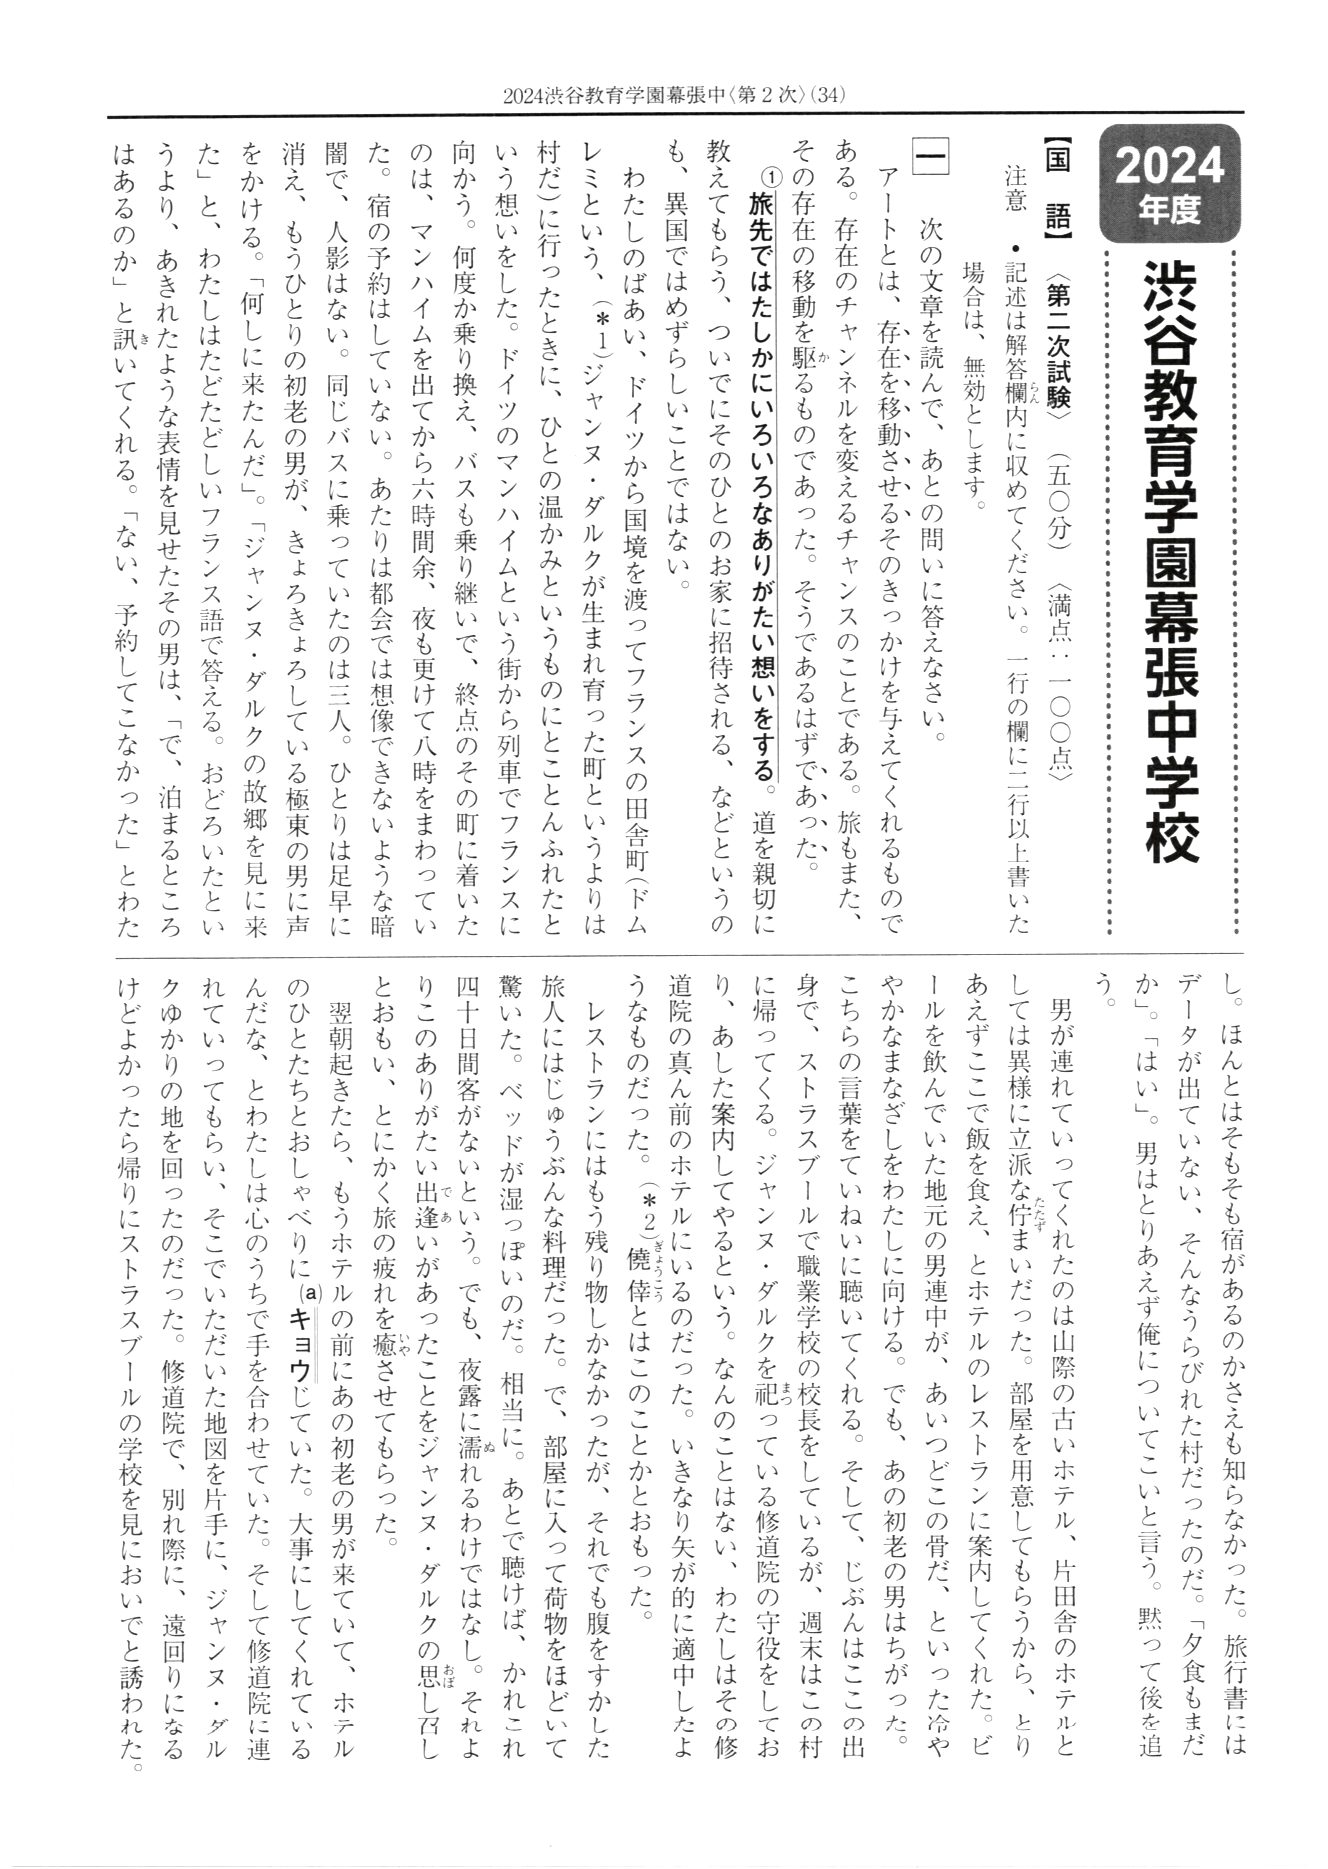 2024渋谷教育学園幕張中〈第2次〉(34)
2024年度
渋谷教育学園幕張中学校
【国　語】〈第二次試験〉（五〇分）〈満点：一〇〇点〉
注意　・記述は解答欄内に収めてください。一行の欄に二行以上書いた
場合は、無効とします。
一　次の文章を読んで、あとの問いに答えなさい。
アートとは、存在を移動させるそのきっかけを与えてくれるもので
ある。存在のチャンネルを変えるチャンスのことである。旅もまた、
その存在の移動を駆るものであった。そうであるはずであった。
①旅先ではたしかにいろいろなありがたい想いをする。道を親切に
教えてもらう、ついでにそのひとのお家に招待される、などというの
も、異国ではめずらしいことではない。
わたしのばあい、ドイツから国境を渡ってフランスの田舎町（ドム
レミという、（＊1）ジャンヌ・ダルクが生まれ育った町というよりは
村だ）に行ったときに、ひとの温かみというものにとことんふれたと
いう想いをした。ドイツのマンハイムという街から列車でフランスに
向かう。何度か乗り換え、バスも乗り継いで、終点のその町に着いた
のは、マンハイムを出てから六時間余、夜も更けて八時をまわってい
た。宿の予約はしていない。あたりは都会では想像できないような暗
闇で、人影はない。同じバスに乗っていたのは三人。ひとりは足早に
消え、もうひとりの初老の男が、きょろきょろしている極東の男に声
をかける。「何しに来たんだ」。「ジャンヌ・ダルクの故郷を見に来
た」と、わたしはたどたどしいフランス語で答える。おどろいたとい
うより、あきれたような表情を見せたその男は、「で、泊まるところ
はあるのか」と訊いてくれる。「ない、予約してこなかった」とわた
し。ほんとはそもそも宿があるのかさえも知らなかった。旅行書には
データが出ていない、そんなうらびれた村だったのだ。「夕食もまだ
か」。「はい」。男はとりあえず俺についてこいと言う。黙って後を追
う。
男が連れていってくれたのは山際の古いホテル、片田舎のホテルと
しては異様に立派な佇まいだった。部屋を用意してもらうから、とり
あえずここで飯を食え、とホテルのレストランに案内してくれた。ビ
ールを飲んでいた地元の男連中が、あいつどこの骨だ、といった冷や
やかなまなざしをわたしに向ける。でも、あの初老の男はちがった。
こちらの言葉をていねいに聴いてくれる。そして、じぶんはここの出
身で、ストラスブールで職業学校の校長をしているが、週末はこの村
に帰ってくる。ジャンヌ・ダルクを祀っている修道院の守役をしてお
り、あした案内してやるという。なんのことはない、わたしはその修
道院の真ん前のホテルにいるのだった。いきなり矢が的に適中したよ
うなものだった。（＊2）僥倖とはこのことかとおもった。
レストランにはもう残り物しかなかったが、それでも腹をすかした
旅人にはじゅうぶんな料理だった。で、部屋に入って荷物をほどいて
驚いた。ベッドが湿っぽいのだ。相当に。あとで聴けば、かれこれ
四十日間客がないという。でも、夜露に濡れるわけではなし。それよ
りこのありがたい出逢いがあったことをジャンヌ・ダルクの思し召し
とおもい、とにかく旅の疲れを癒させてもらった。
翌朝起きたら、もうホテルの前にあの初老の男が来ていて、ホテル
のひとたちとおしゃべりに(a)キョウじていた。大事にしてくれている
んだな、とわたしは心のうちで手を合わせていた。そして修道院に連
れていってもらい、そこでいただいた地図を片手に、ジャンヌ・ダル
クゆかりの地を回ったのだった。修道院で、別れ際に、遠回りになる
けどよかったら帰りにストラスブールの学校を見においでと誘われた。